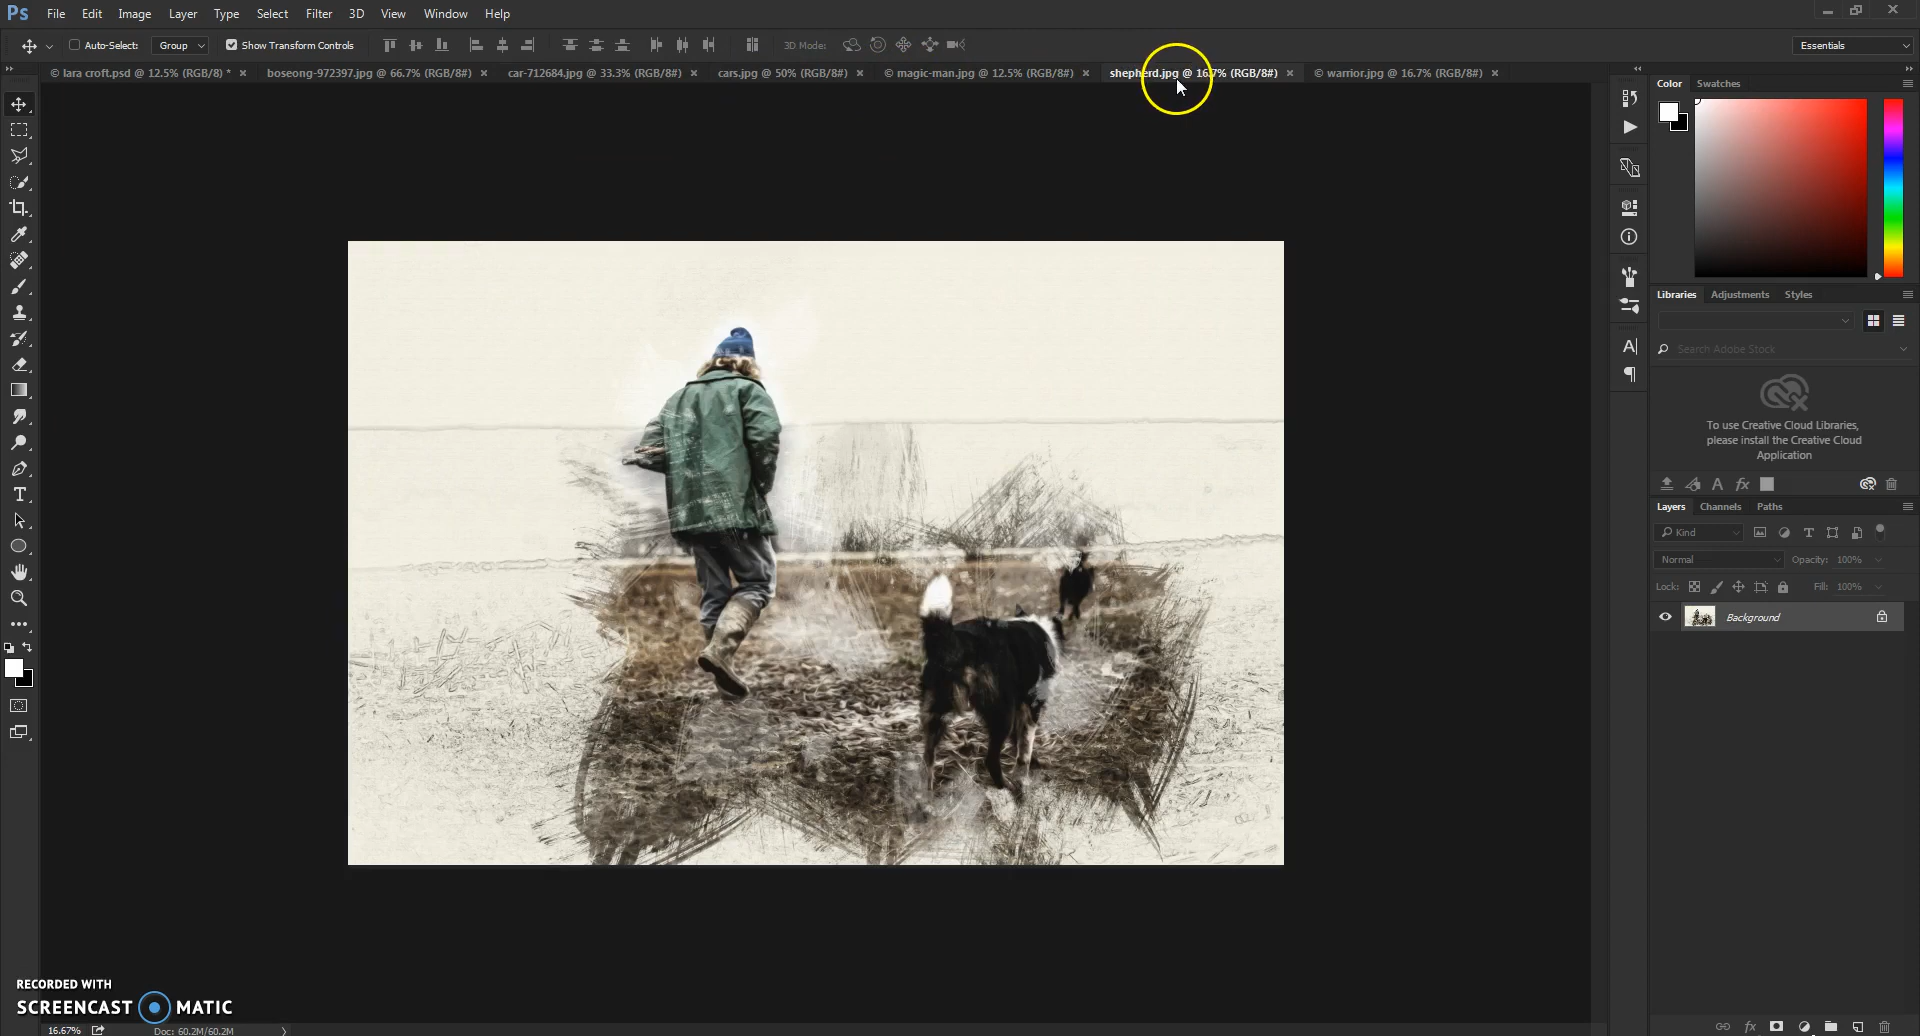 Ps File Edit Image Layer Type Select Filter 3D View Window Help
Auto-Select: Group Show Transform Controls 3D Mode: Essentials
© lara croft.psd @ 12.5% (RGB/8) * × boseong-972397.jpg @ 66.7% (RGB/8#) × car-712684.jpg @ 33.3% (RGB/8#) × cars.jpg @ 50% (RGB/8#) × © magic-man.jpg @ 12.5% (RGB/8#) × shepherd.jpg @ 16.7% (RGB/8#) × © warrior.jpg @ 16.7% (RGB/8#) ×
Color Swatches
Libraries Adjustments Styles
Search Adobe Stock
To use Creative Cloud Libraries,
please install the Creative Cloud
Application
Layers Channels Paths
Kind
Normal Opacity: 100%
Lock: Fill: 100%
Background
RECORDED WITH
SCREENCAST MATIC
16.67% Doc: 60.2M/60.2M